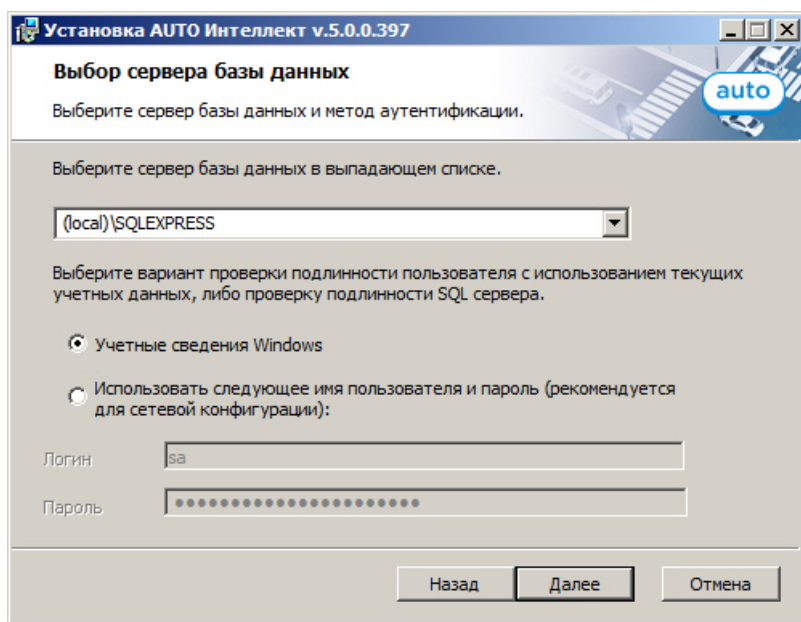 Установка AUTO Интеллект v.5.0.0.397
Выбор сервера базы данных
Выберите сервер базы данных и метод аутентификации.
auto
Выберите сервер базы данных в выпадающем списке.
(local)\SQLEXPRESS
Выберите вариант проверки подлинности пользователя с использованием текущих
учетных данных, либо проверку подлинности SQL сервера.
Учетные сведения Windows
Использовать следующее имя пользователя и пароль (рекомендуется
для сетевой конфигурации):
Логин
sa
Пароль
••••••••••••••••••••••
Назад
Далее
Отмена